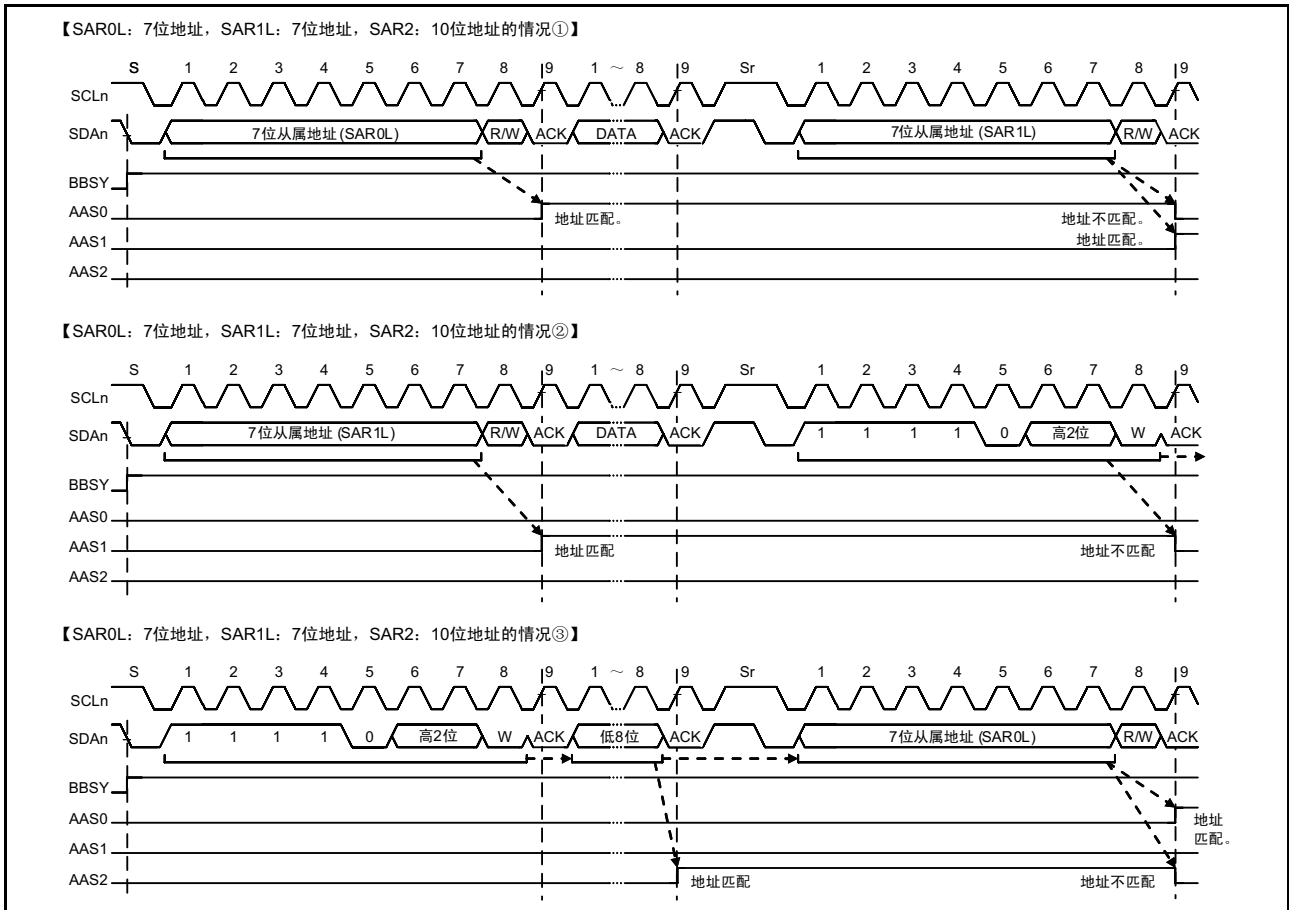 【SAR0L：7位地址，SAR1L：7位地址，SAR2：10位地址的情况①】
S 1 2 3 4 5 6 7 8 9 1 ～ 8 9 Sr 1 2 3 4 5 6 7 8 9
SCLn
SDAn 7位从属地址 (SAR0L) R/W ACK DATA ACK 7位从属地址 (SAR1L) R/W ACK
BBSY
AAS0 地址匹配。 地址不匹配。
AAS1 地址匹配。
AAS2
【SAR0L：7位地址，SAR1L：7位地址，SAR2：10位地址的情况②】
S 1 2 3 4 5 6 7 8 9 1 ～ 8 9 Sr 1 2 3 4 5 6 7 8 9
SCLn
SDAn 7位从属地址 (SAR1L) R/W ACK DATA ACK 1 1 1 1 0 高2位 W ACK
BBSY
AAS0
AAS1 地址匹配 地址不匹配
AAS2
【SAR0L：7位地址，SAR1L：7位地址，SAR2：10位地址的情况③】
S 1 2 3 4 5 6 7 8 9 1 ～ 8 9 Sr 1 2 3 4 5 6 7 8 9
SCLn
SDAn 1 1 1 1 0 高2位 W ACK 低8位 ACK 7位从属地址 (SAR0L) R/W ACK
BBSY
AAS0 地址
匹配。
AAS1
AAS2 地址匹配 地址不匹配